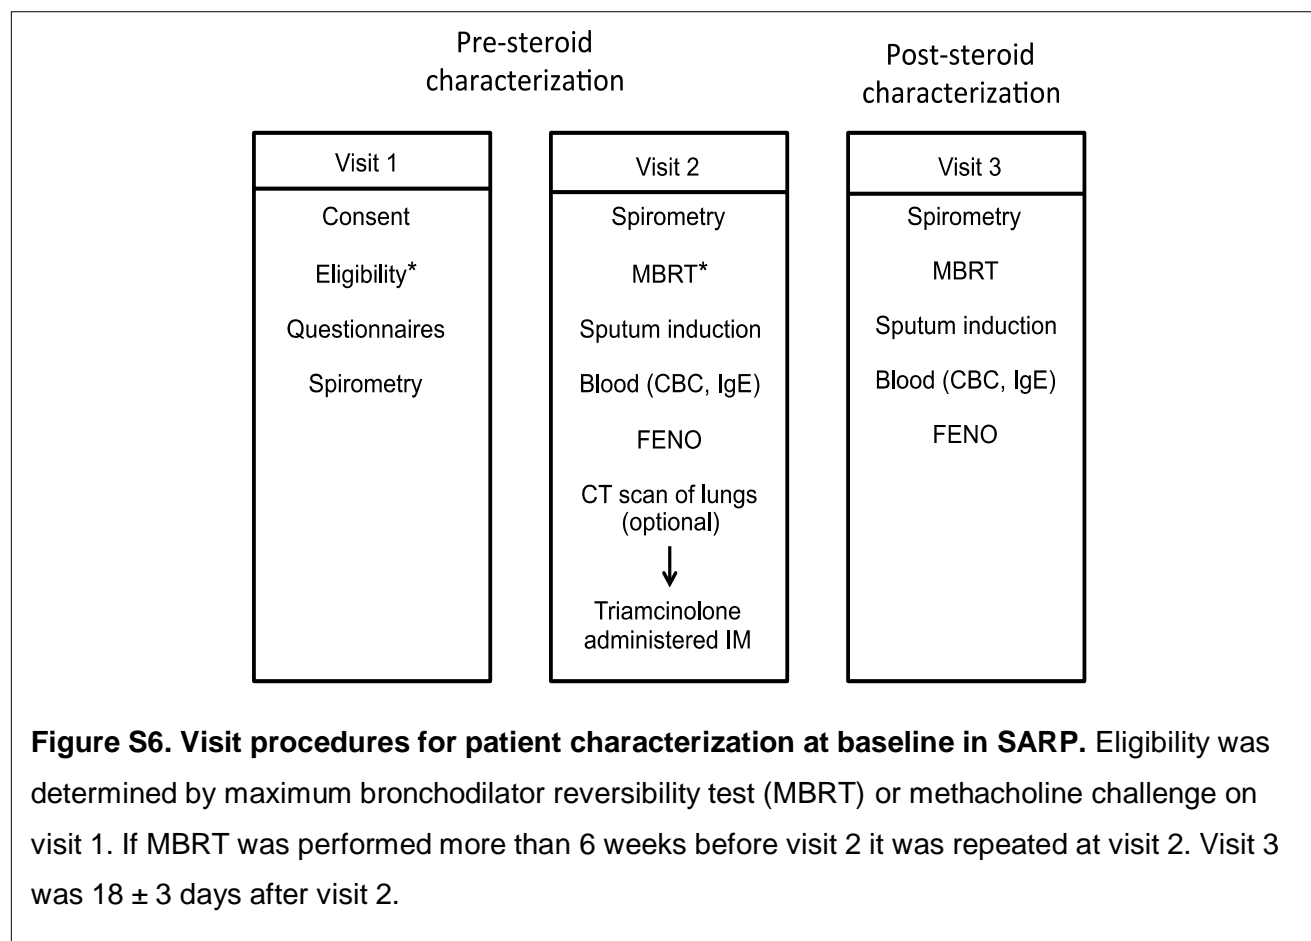 Pre-steroid
characterization
Post-steroid
characterization
Visit 1
Consent
Eligibility*
Questionnaires
Spirometry
Visit 2
Spirometry
MBRT*
Sputum induction
Blood (CBC, IgE)
FENO
CT scan of lungs
(optional)
Triamcinolone
administered IM
Visit 3
Spirometry
MBRT
Sputum induction
Blood (CBC, IgE)
FENO
Figure S6. Visit procedures for patient characterization at baseline in SARP. Eligibility was
determined by maximum bronchodilator reversibility test (MBRT) or methacholine challenge on
visit 1. If MBRT was performed more than 6 weeks before visit 2 it was repeated at visit 2. Visit 3
was 18 ± 3 days after visit 2.